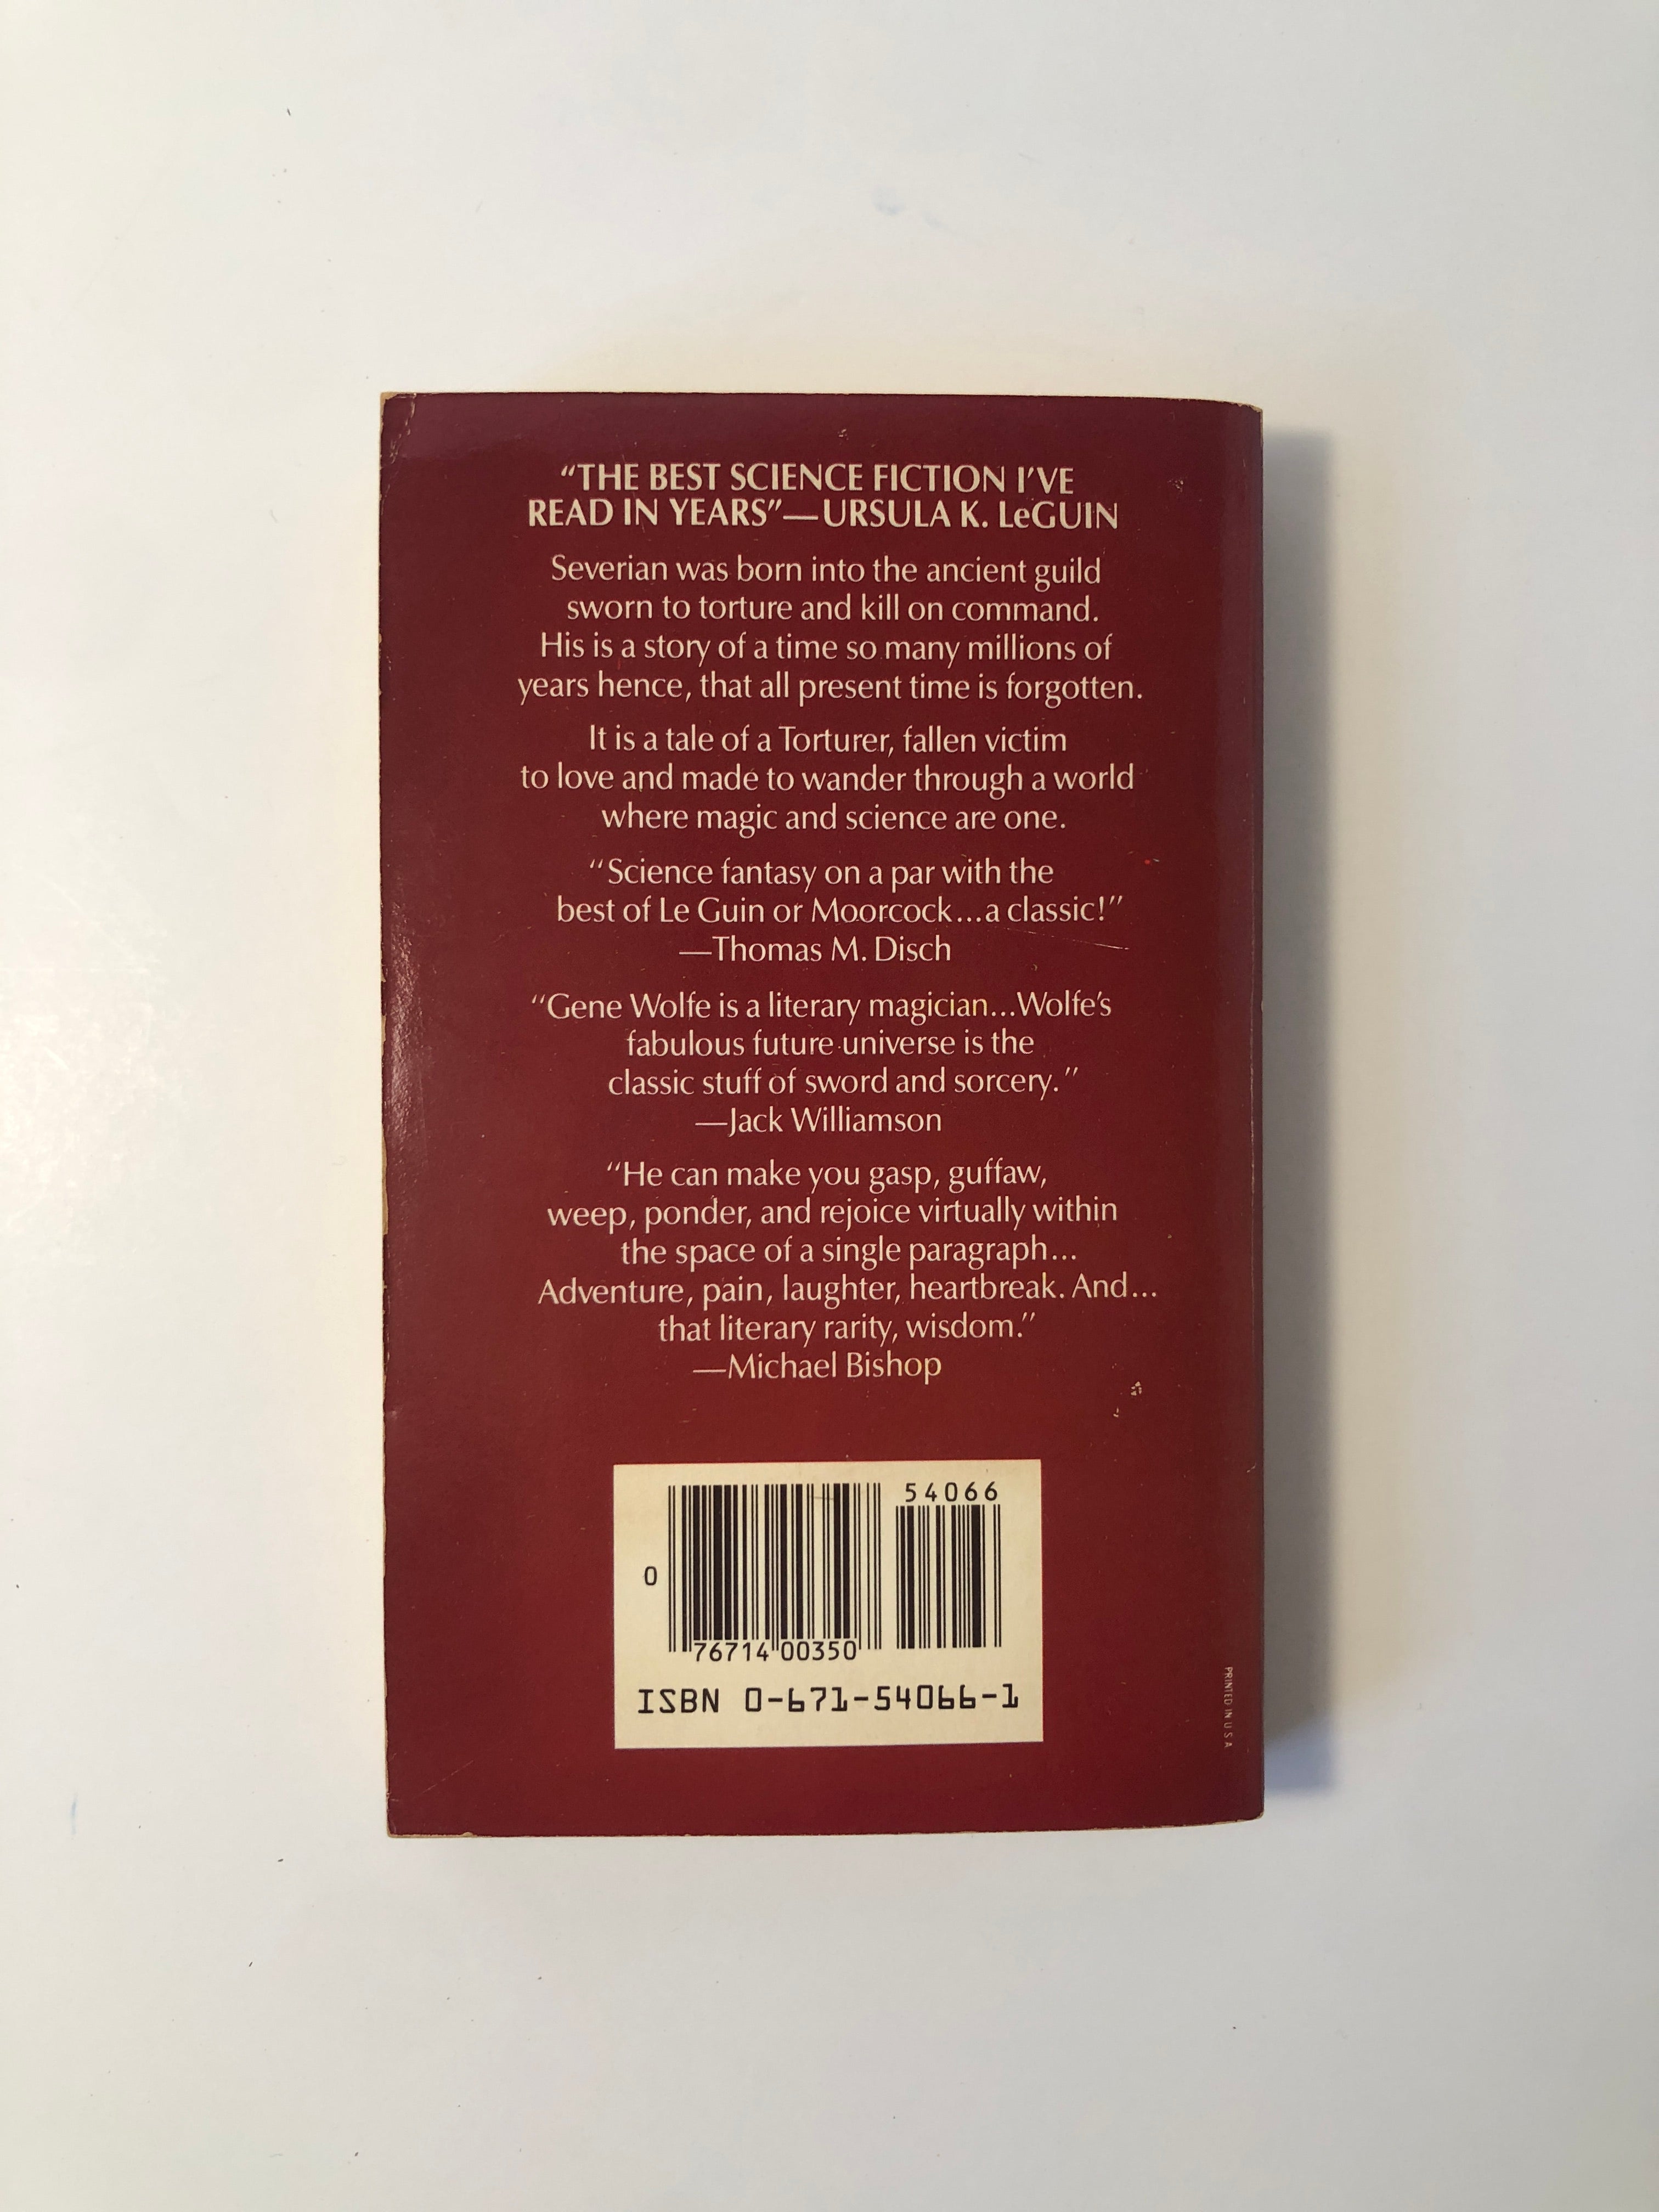 “THE BEST SCIENCE FICTION I’VE
READ IN YEARS”—URSULA K. LeGUIN
Severian was born into the ancient guild
sworn to torture and kill on command.
His is a story of a time so many millions of
years hence, that all present time is forgotten.
It is a tale of a Torturer, fallen victim
to love and made to wander through a world
where magic and science are one.
“Science fantasy on a par with the
best of Le Guin or Moorcock...a classic!”
—Thomas M. Disch
“Gene Wolfe is a literary magician...Wolfe’s
fabulous future universe is the
classic stuff of sword and sorcery.”
—Jack Williamson
“He can make you gasp, guffaw,
weep, ponder, and rejoice virtually within
the space of a single paragraph...
Adventure, pain, laughter, heartbreak. And...
that literary rarity, wisdom.”
—Michael Bishop
54066
0
76714 00350
ISBN 0-671-54066-1
PRINTED IN U S A